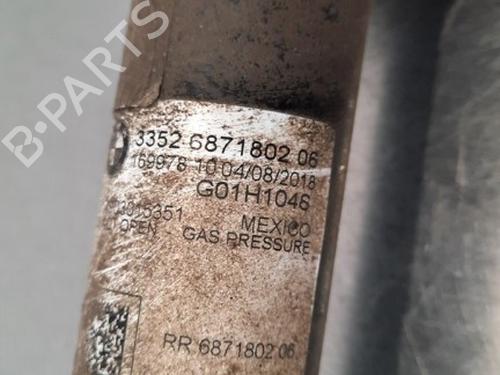 B-PARTS
3352 6871802 06
169978 10 04/08/2018
G01H1046
MEXICO
OPEN - GAS PRESSURE
RR 6871802 06